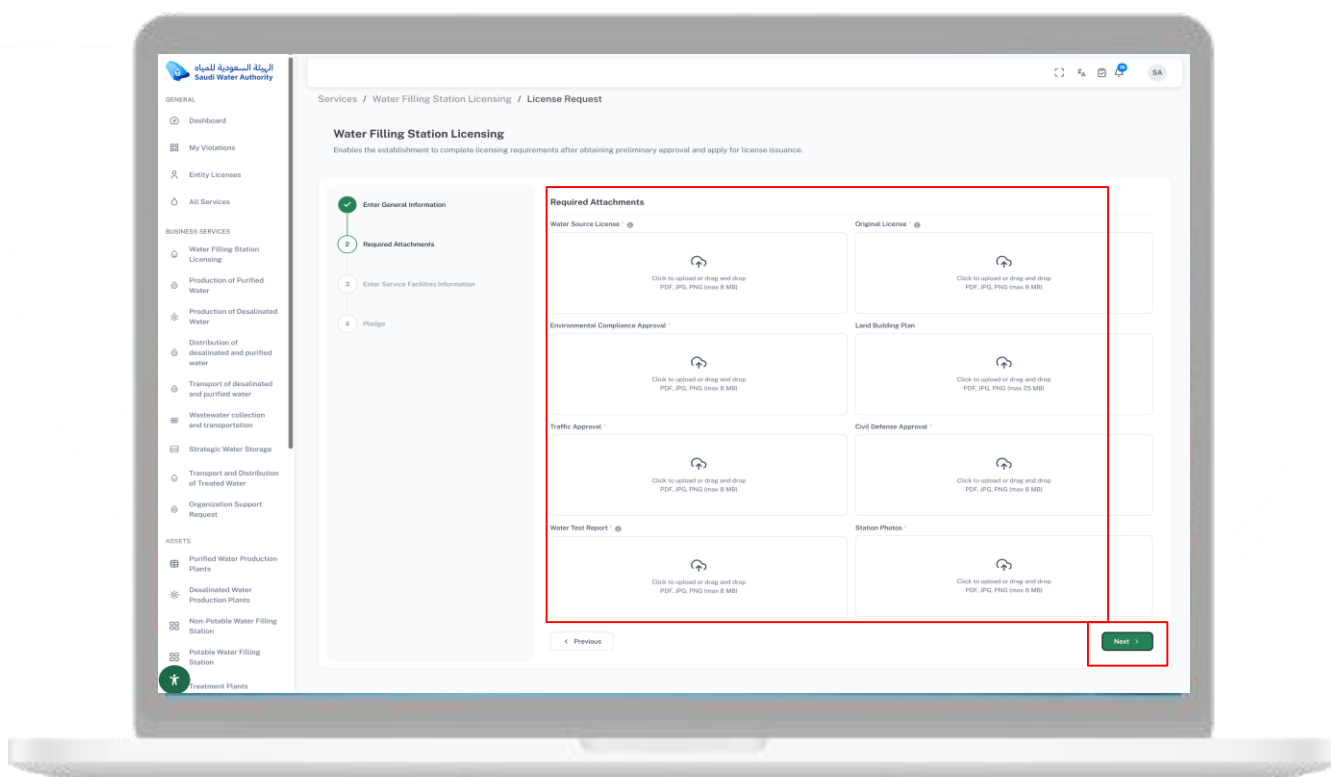 الهيئة السعودية للمياه
Saudi Water Authority
SA
GENERAL
Dashboard
My Violations
Entity Licenses
All Services
BUSINESS SERVICES
Water Filling Station
Licensing
Production of Purified
Water
Production of Desalinated
Water
Distribution of
desalinated and purified
water
Transport of desalinated
and purified water
Wastewater collection
and transportation
Strategic Water Storage
Transport and Distribution
of Treated Water
Organization Support
Request
ASSETS
Purified Water Production
Plants
Desalinated Water
Production Plants
Non-Potable Water Filling
Station
Potable Water Filling
Station
Treatment Plants
Services / Water Filling Station Licensing / License Request
Water Filling Station Licensing
Enables the establishment to complete licensing requirements after obtaining preliminary approval and apply for license issuance.
Enter General Information
2 Required Attachments
3 Enter Service Facilities Information
4 Pledge
Required Attachments
Water Source License *
Click to upload or drag and drop
PDF, JPG, PNG (max 8 MB)
Original License *
Click to upload or drag and drop
PDF, JPG, PNG (max 8 MB)
Environmental Compliance Approval *
Click to upload or drag and drop
PDF, JPG, PNG (max 8 MB)
Land Building Plan
Click to upload or drag and drop
PDF, JPG, PNG (max 25 MB)
Traffic Approval *
Click to upload or drag and drop
PDF, JPG, PNG (max 8 MB)
Civil Defense Approval *
Click to upload or drag and drop
PDF, JPG, PNG (max 8 MB)
Water Test Report *
Click to upload or drag and drop
PDF, JPG, PNG (max 8 MB)
Station Photos *
Click to upload or drag and drop
PDF, JPG, PNG (max 8 MB)
< Previous
Next >